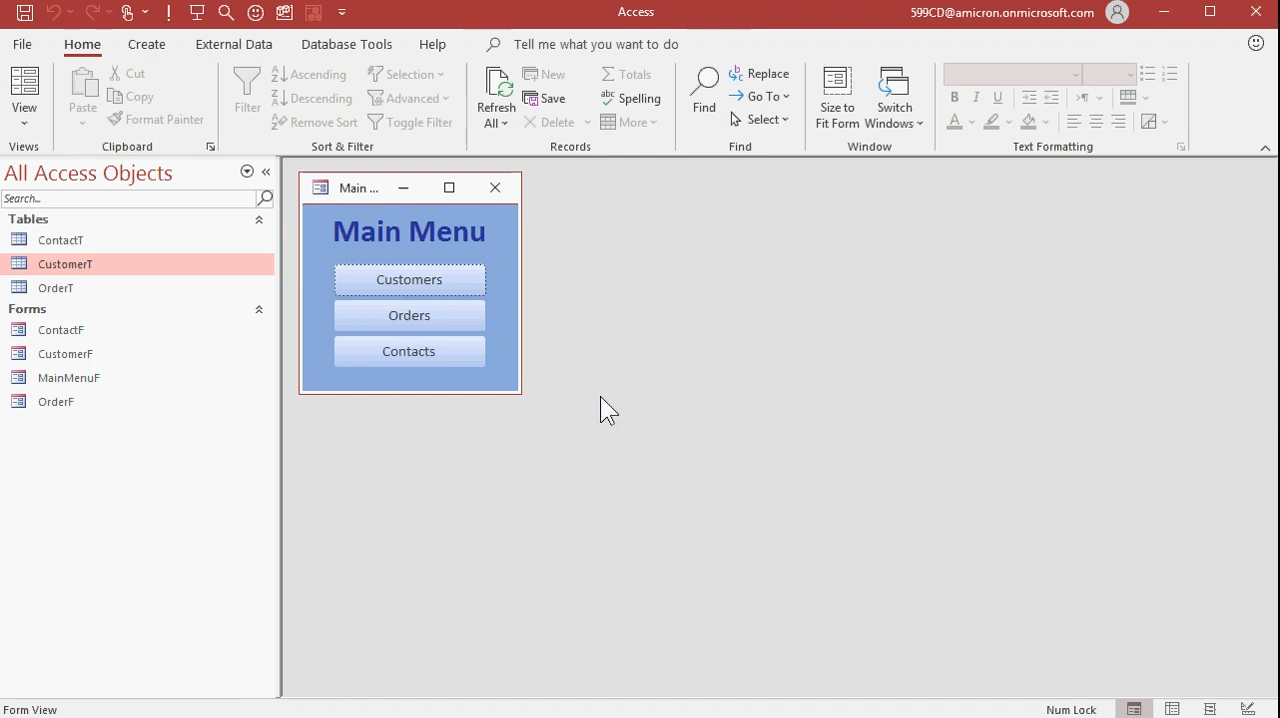 Access
599CD@amicron.onmicrosoft.com
File Home Create External Data Database Tools Help Tell me what you want to do
View
Views
Paste
Cut
Copy
Format Painter
Clipboard
Filter
Ascending
Descending
Remove Sort
Selection
Advanced
Toggle Filter
Sort & Filter
Refresh
All
New
Save
Delete
Totals
Spelling
More
Records
Find
Replace
Go To
Select
Find
Size to
Fit Form
Switch
Windows
Window
B I U
A
Text Formatting
All Access Objects
Search...
Tables
ContactT
CustomerT
OrderT
Forms
ContactF
CustomerF
MainMenuF
OrderF
Main ...
Main Menu
Customers
Orders
Contacts
Form View
Num Lock